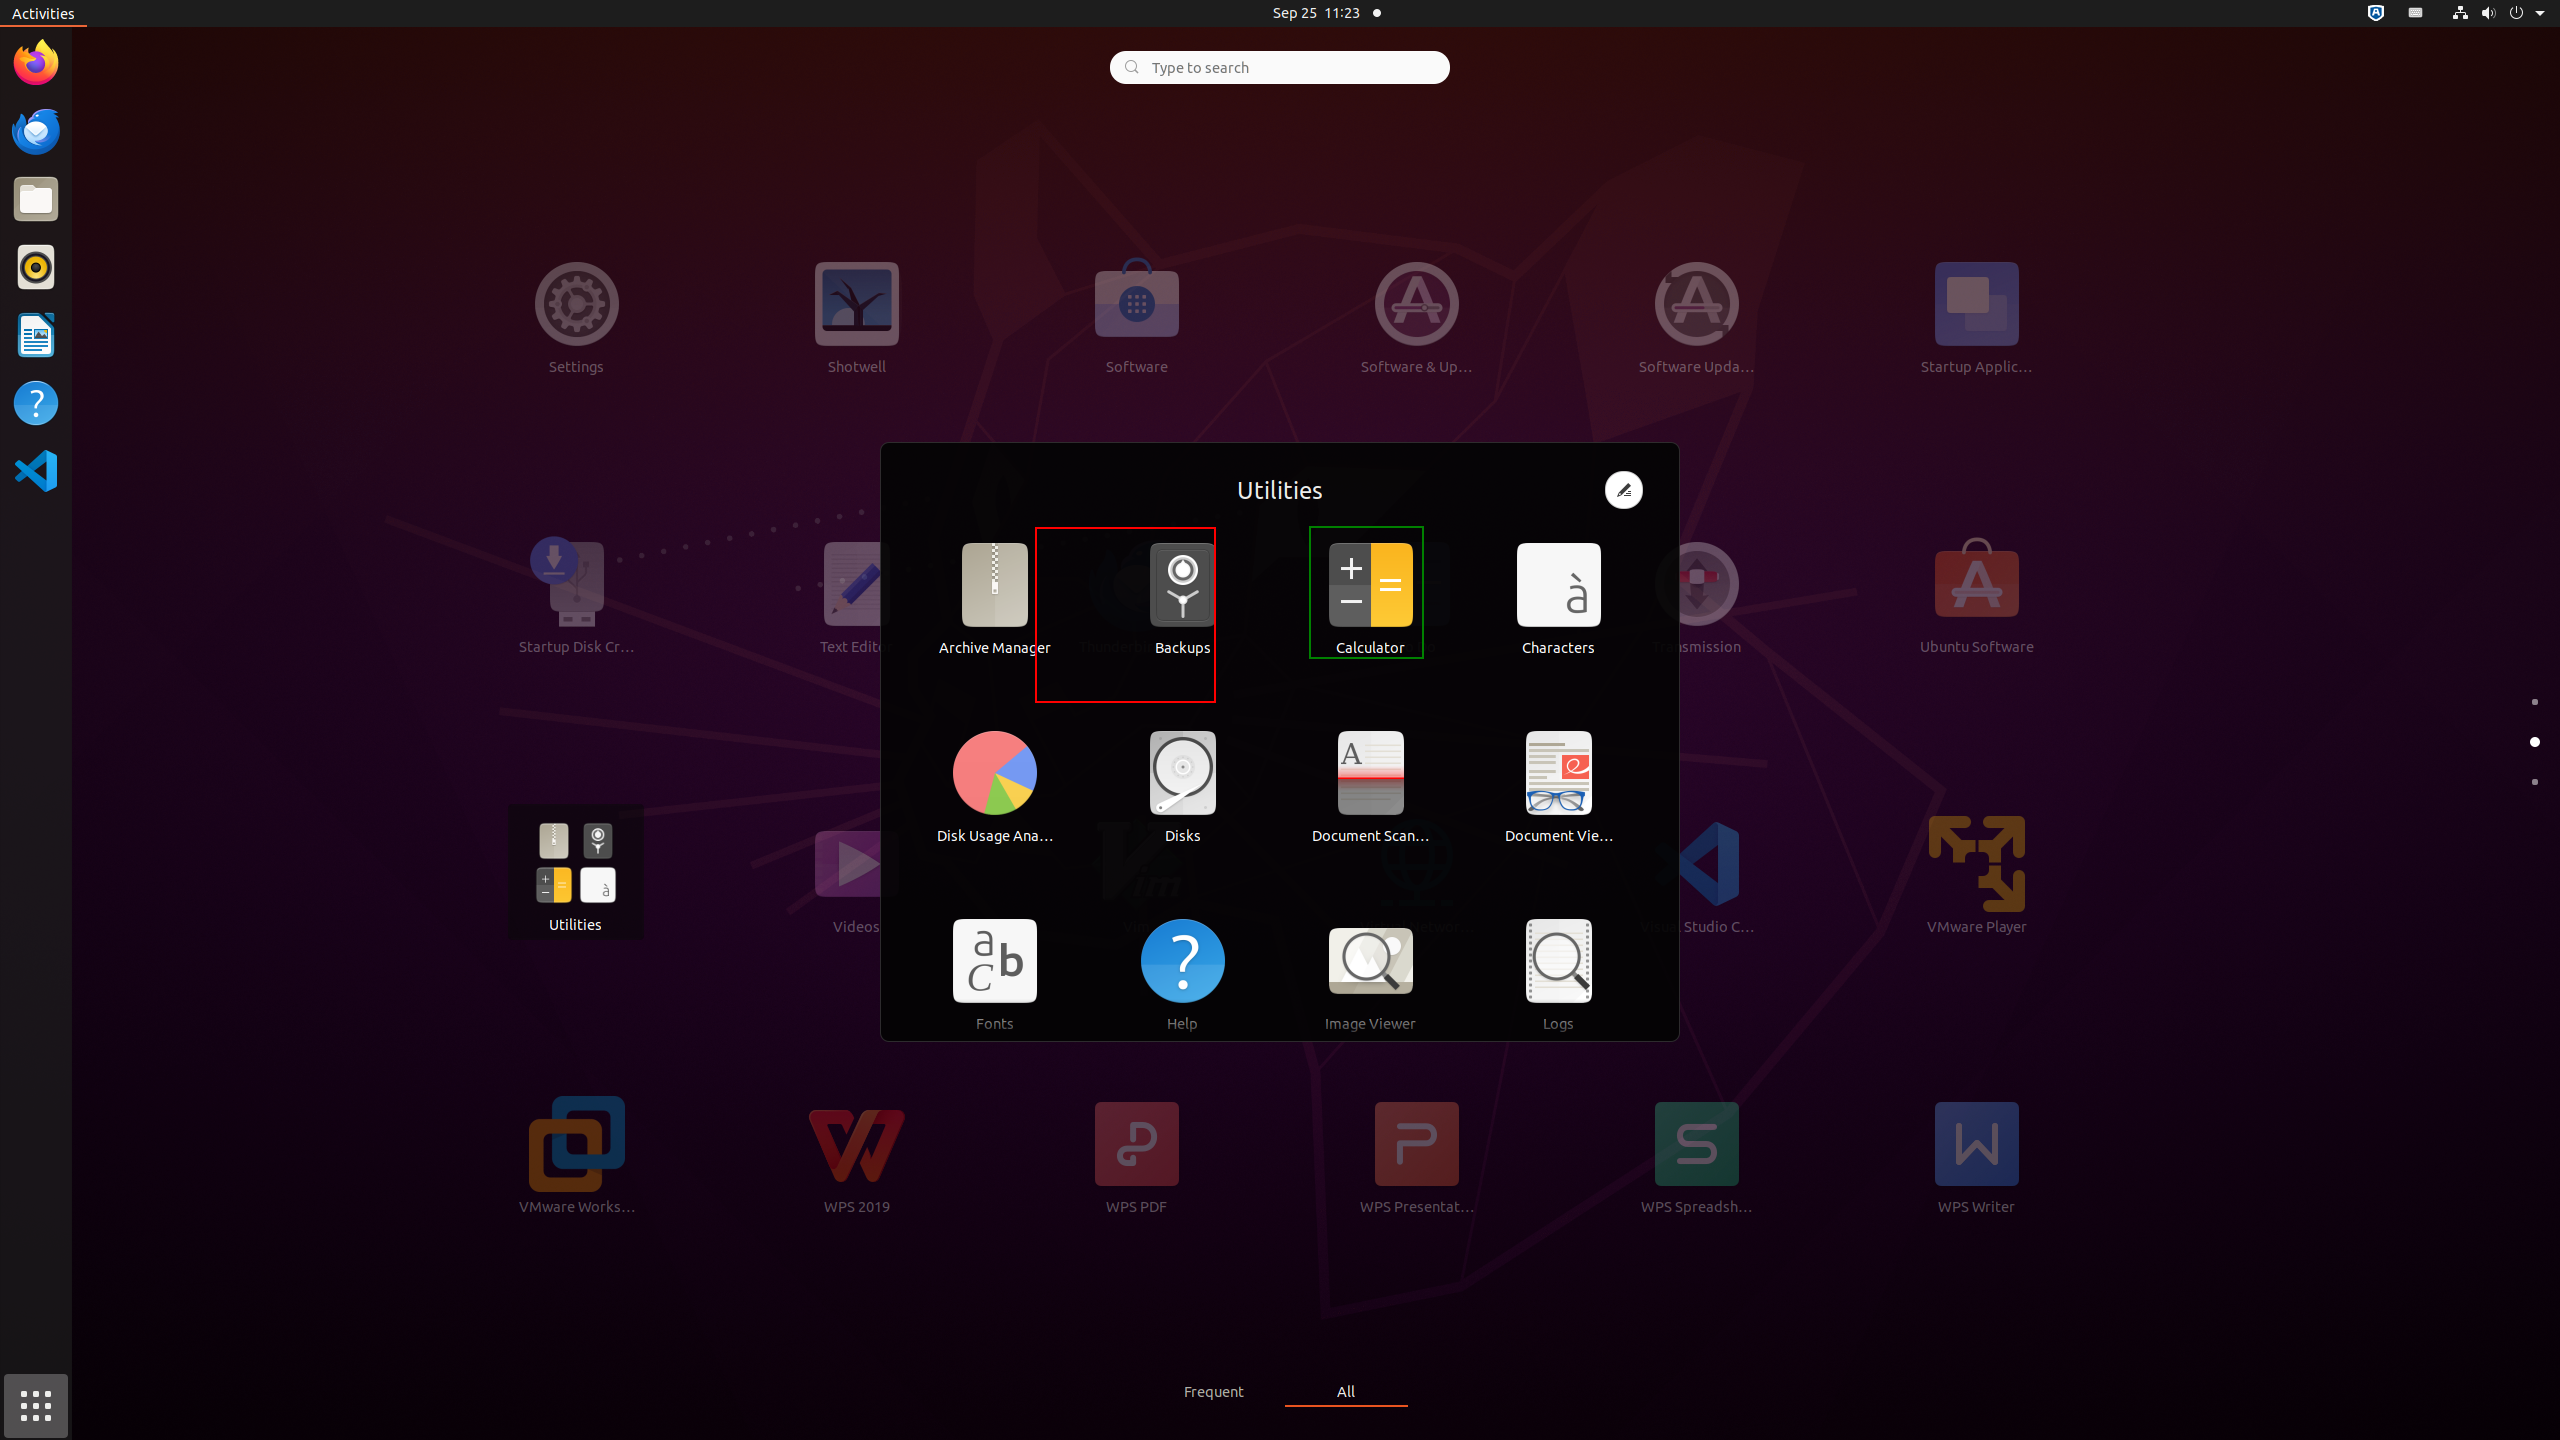 Activities
Sep 25 11:23
Type to search
Settings
Shotwell
Software
Software & Up…
Software Upda…
Startup Applic…
Utilities
Archive Manager
Backups
Calculator
Characters
Startup Disk Cr…
Text Edit
nsmission
Ubuntu Software
Disk Usage Ana…
Disks
Document Scan…
Document Vie…
Utilities
Videos
Studio C…
VMware Player
Fonts
Help
Image Viewer
Logs
VMware Works…
WPS 2019
WPS PDF
WPS Presentat…
WPS Spreadsh…
WPS Writer
Frequent
All